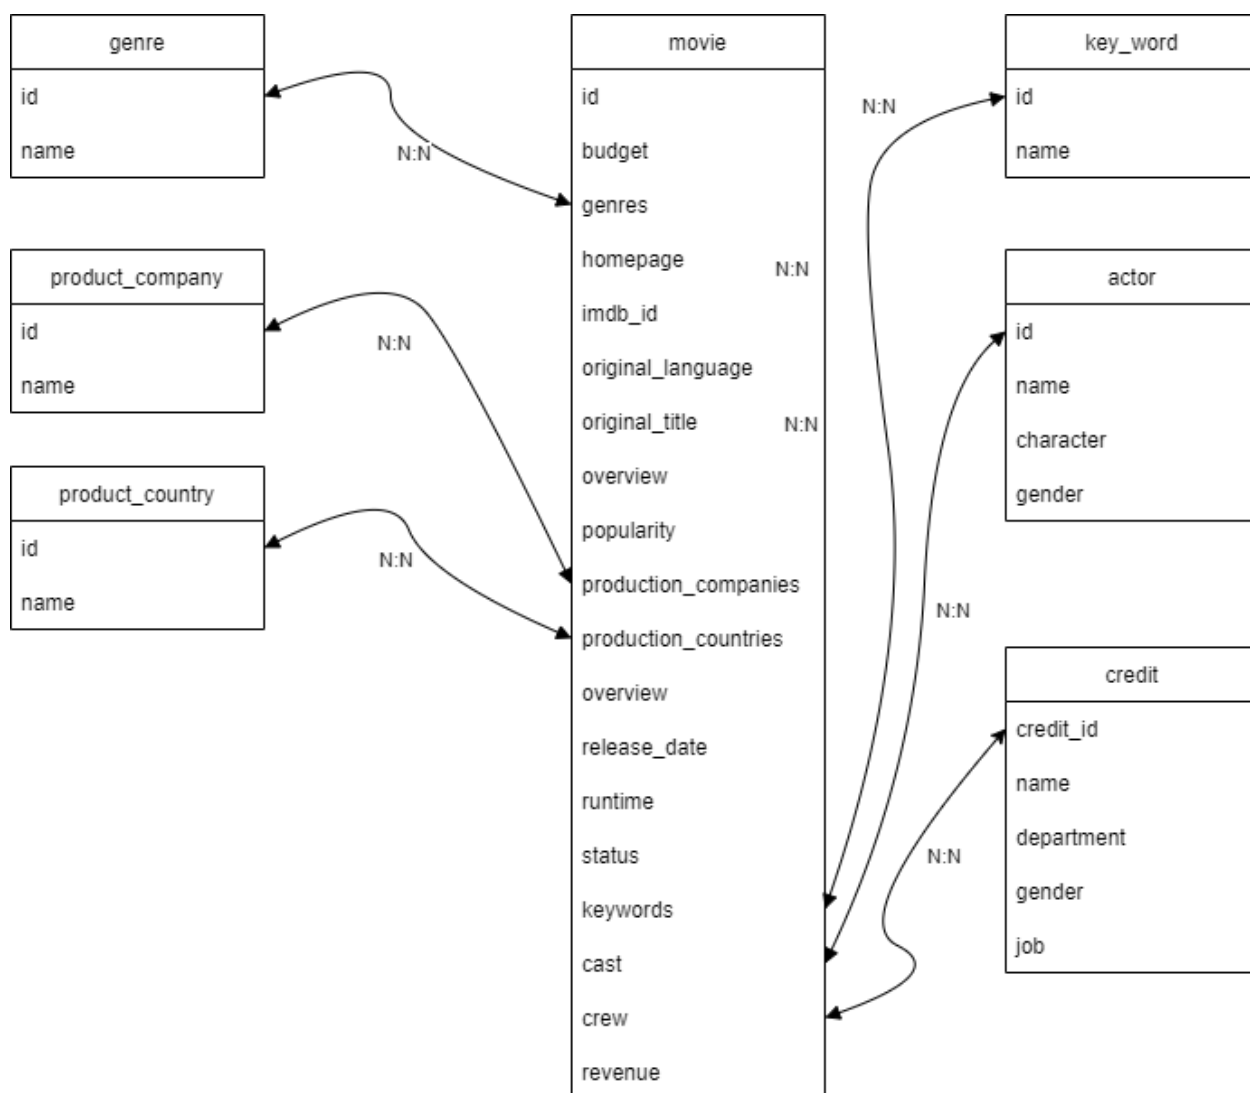 genre
id
name
N:N
product_company
id
name
N:N
product_country
id
name
N:N
movie
id
budget
genres
homepage
N:N
imdb_id
original_language
original_title
N:N
overview
popularity
production_companies
production_countries
overview
release_date
runtime
status
keywords
cast
crew
revenue
key_word
id
name
N:N
actor
id
name
character
gender
N:N
credit
credit_id
name
department
gender
job
N:N